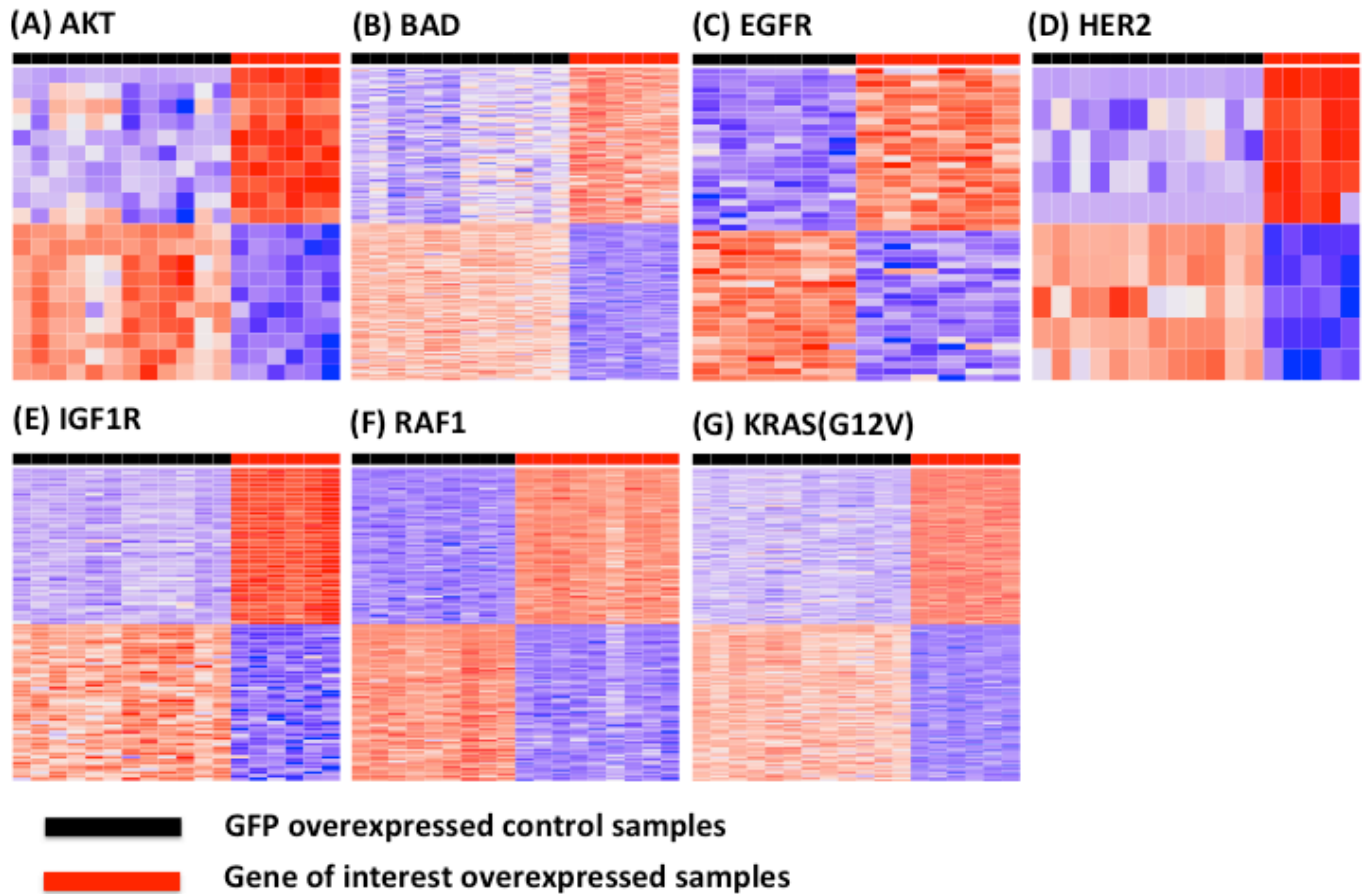 (A) AKT
(B) BAD
(C) EGFR
(D) HER2
(E) IGF1R
(F) RAF1
(G) KRAS(G12V)
GFP overexpressed control samples
Gene of interest overexpressed samples